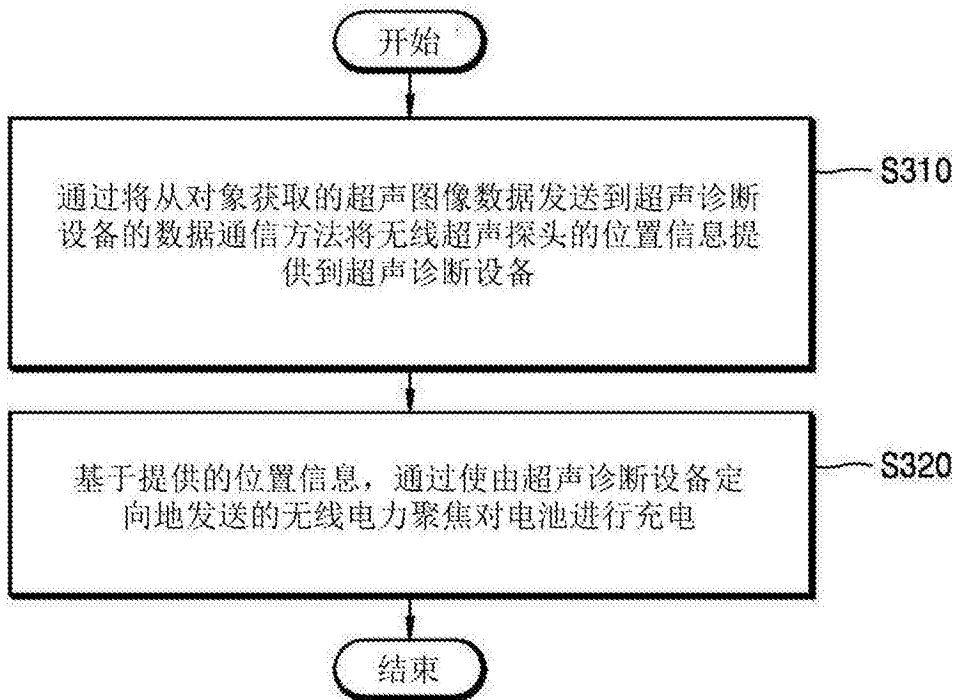 开始
通过将从对象获取的超声图像数据发送到超声诊断
设备的数据通信方法将无线超声探头的位置信息提
供到超声诊断设备
S310
基于提供的位置信息，通过使由超声诊断设备定
向地发送的无线电力聚焦对电池进行充电
S320
结束